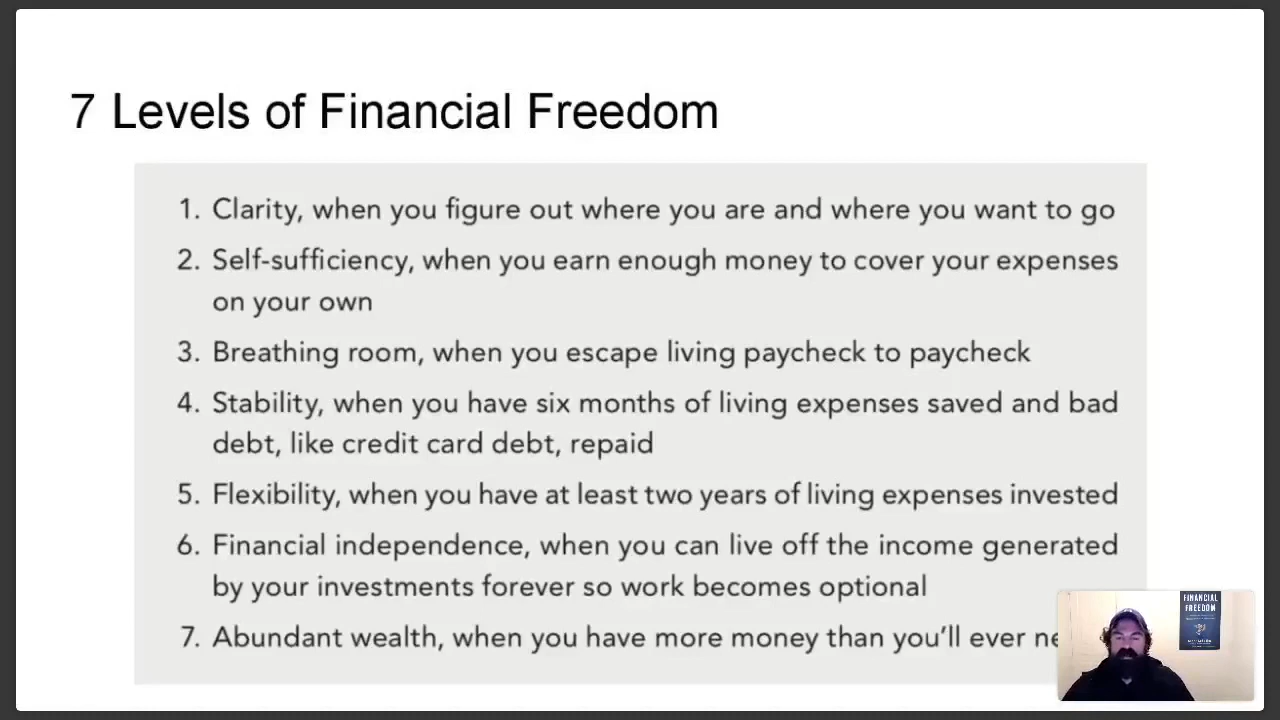 7 Levels of Financial Freedom
1. Clarity, when you figure out where you are and where you want to go
2. Self-sufficiency, when you earn enough money to cover your expenses
on your own
3. Breathing room, when you escape living paycheck to paycheck
4. Stability, when you have six months of living expenses saved and bad
debt, like credit card debt, repaid
5. Flexibility, when you have at least two years of living expenses invested
6. Financial independence, when you can live off the income generated
by your investments forever so work becomes optional
7. Abundant wealth, when you have more money than you’ll ever
FINANCIAL
FREEDOM